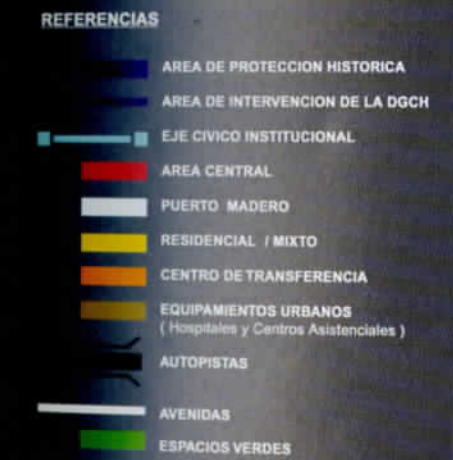 REFERENCIAS
AREA DE PROTECCION HISTORICA
AREA DE INTERVENCION DE LA DGCH
EJE CIVICO INSTITUCIONAL
AREA CENTRAL
PUERTO MADERO
RESIDENCIAL / MIXTO
CENTRO DE TRANSFERENCIA
EQUIPAMIENTOS URBANOS
( Hospitales y Centros Asistenciales )
AUTOPISTAS
AVENIDAS
ESPACIOS VERDES